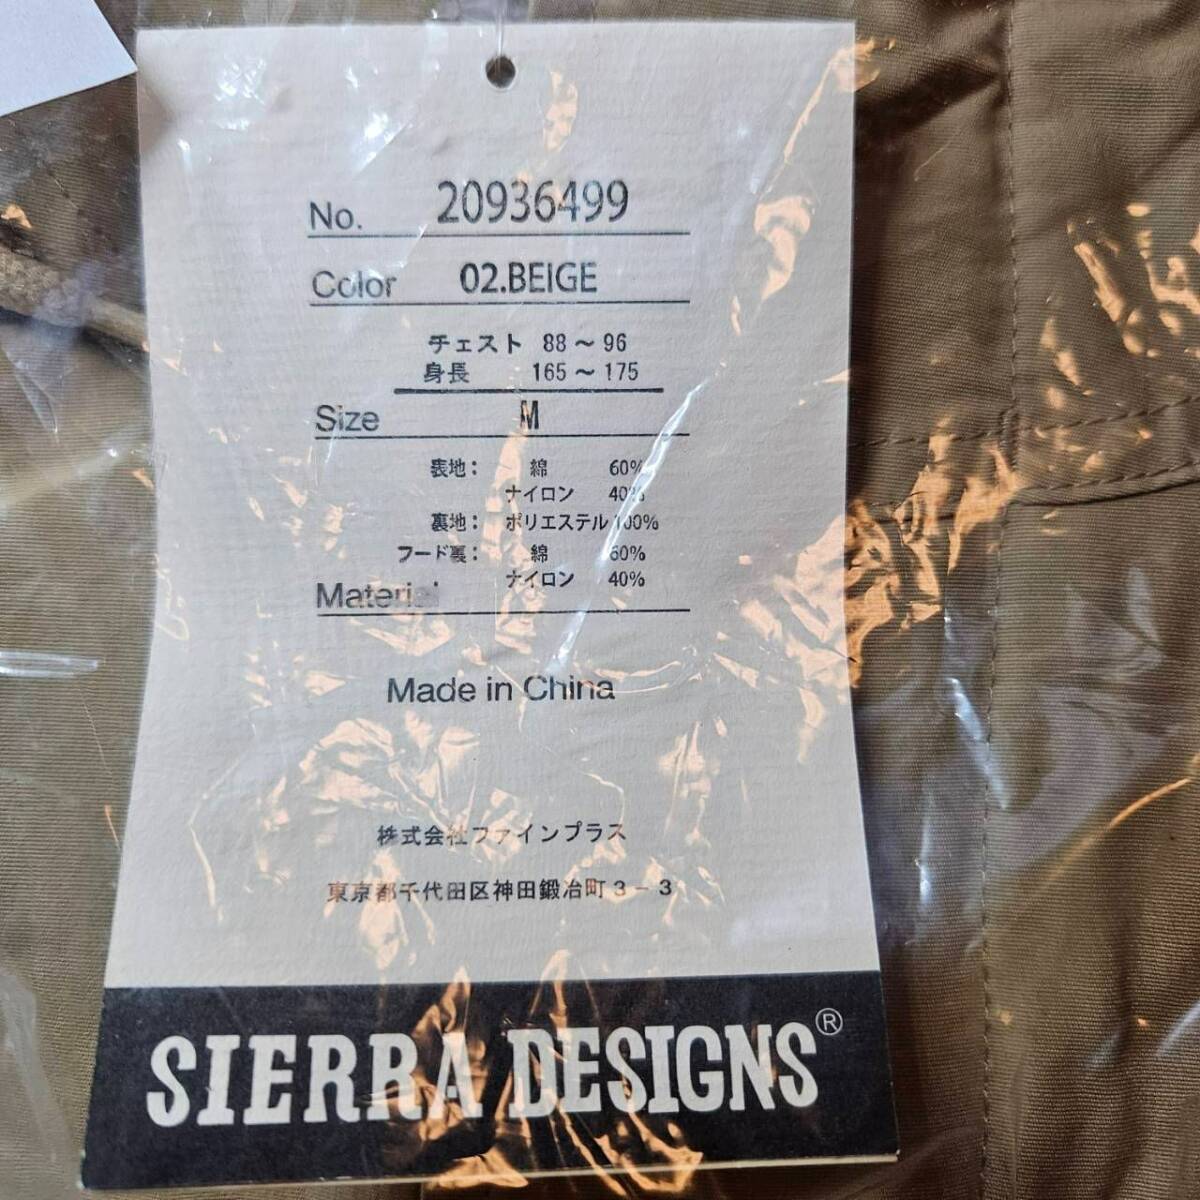 No. 20936499
Color 02.BEIGE
チェスト 88～96
身長 165～175
Size M
表地： 綿 60%
ナイロン 40%
裏地： ポリエステル 100%
フード裏： 綿 60%
ナイロン 40%
Material
Made in China
株式会社ファインプラス
東京都千代田区神田鍛冶町３－３
SIERRA DESIGNS®